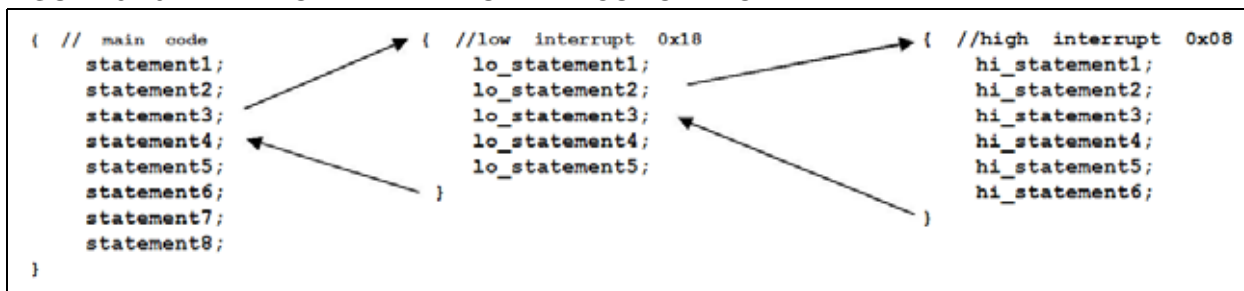 { // main code
statement1;
statement2;
statement3;
statement4;
statement5;
statement6;
statement7;
statement8;
}
{ //low interrupt 0x18
lo_statement1;
lo_statement2;
lo_statement3;
lo_statement4;
lo_statement5;
}
{ //high interrupt 0x08
hi_statement1;
hi_statement2;
hi_statement3;
hi_statement4;
hi_statement5;
hi_statement6;
}